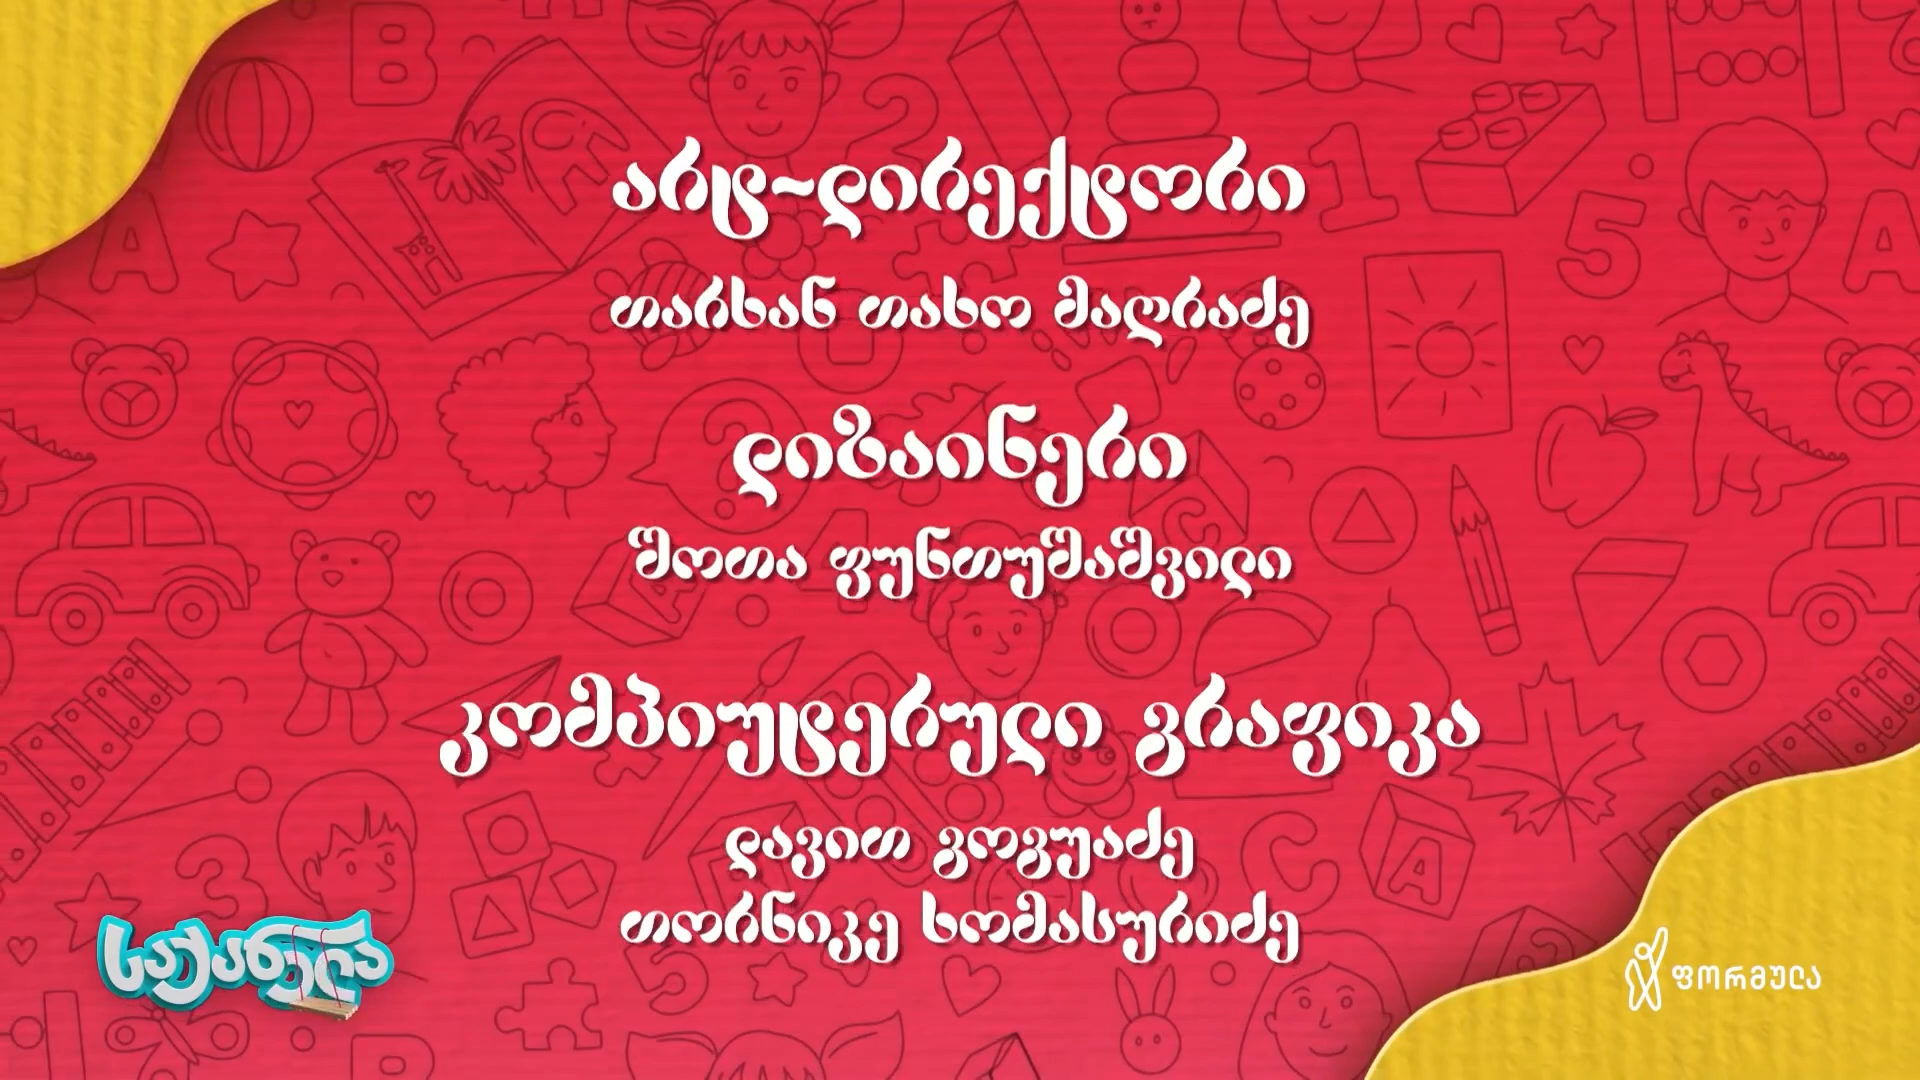 არტ-დირექტორი
თარხან თახო მაღრაძე
დიზაინერი
შოთა ფუნთუშაშვილი
კომპიუტერული გრაფიკა
დავით გოგუაძე
თორნიკე ხომასურიძე
საქანელა
ფორმულა